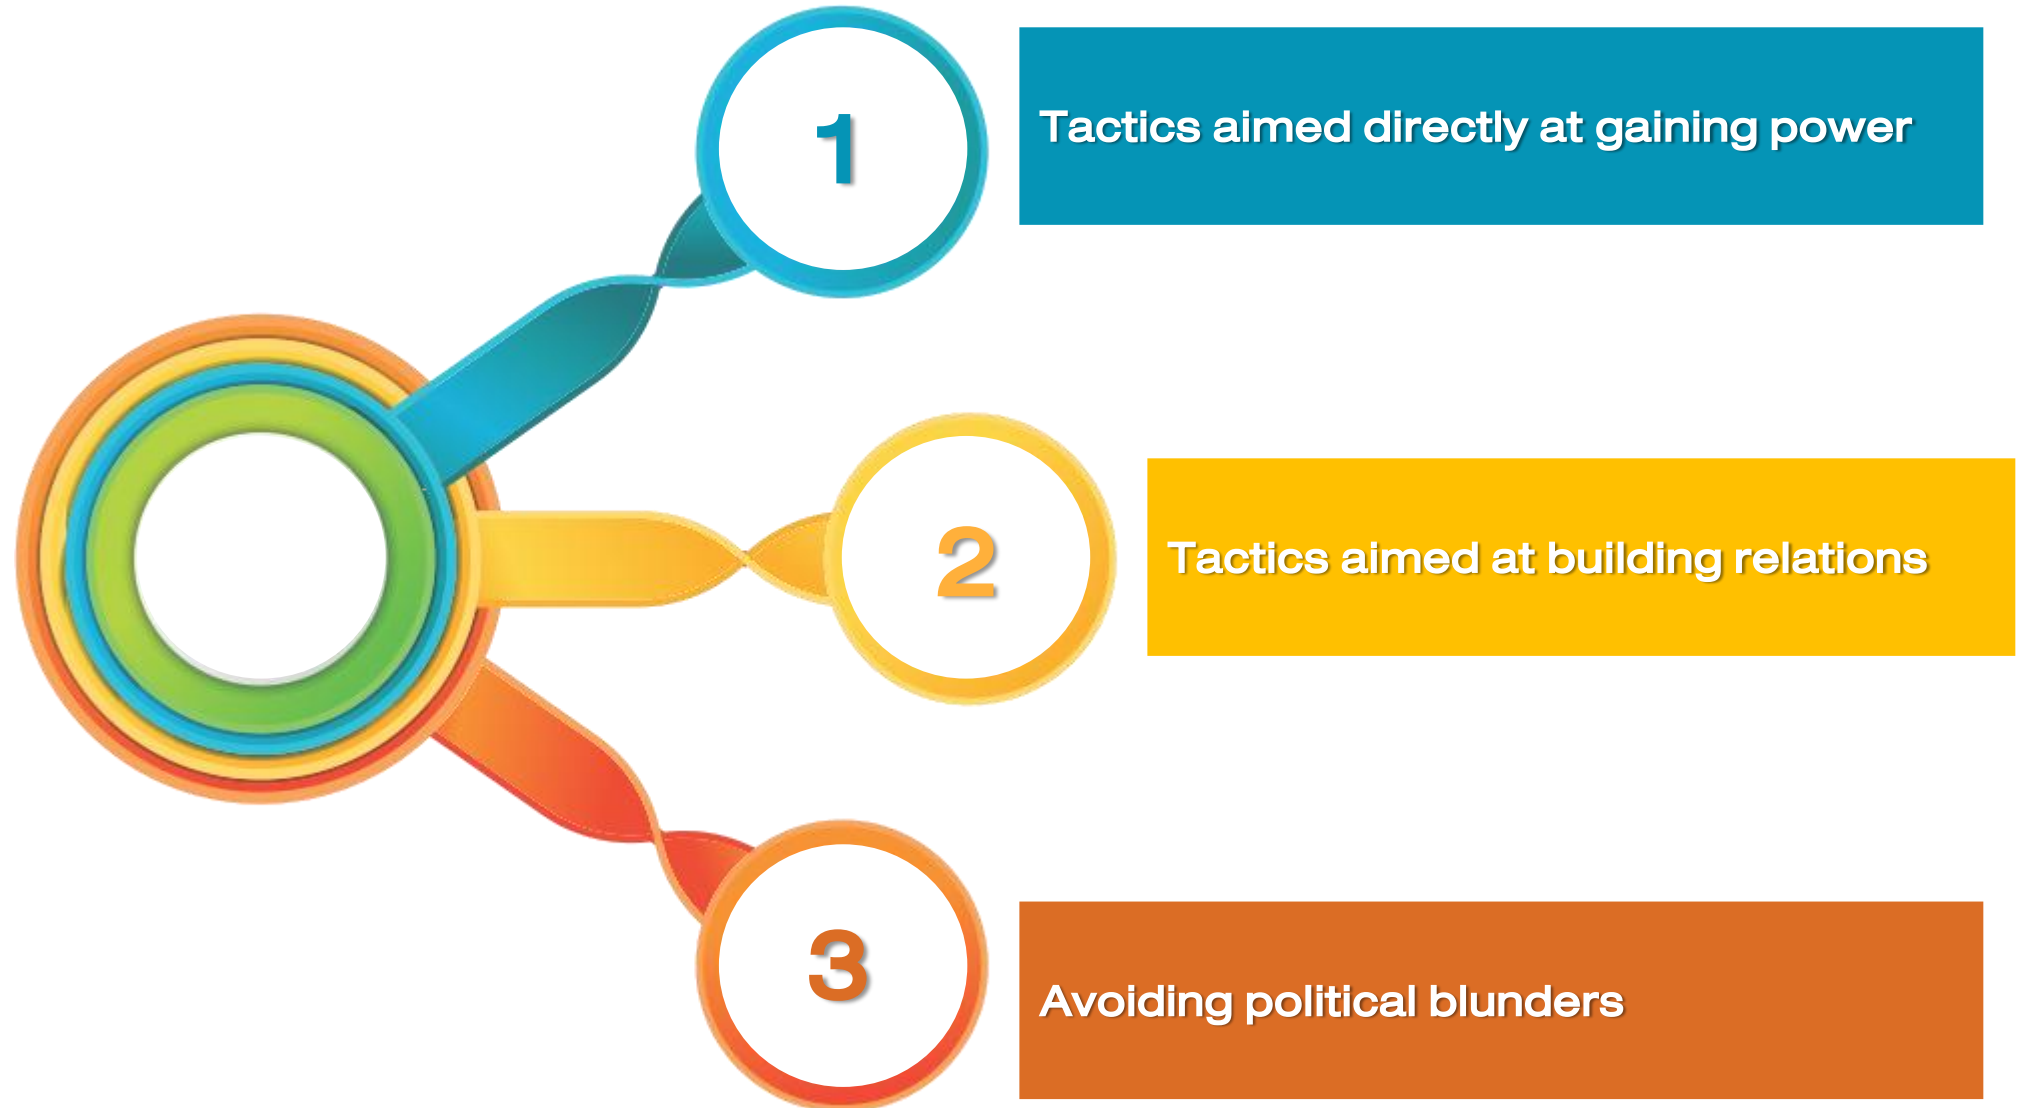 1
Tactics aimed directly at gaining power
2
Tactics aimed at building relations
3
Avoiding political blunders